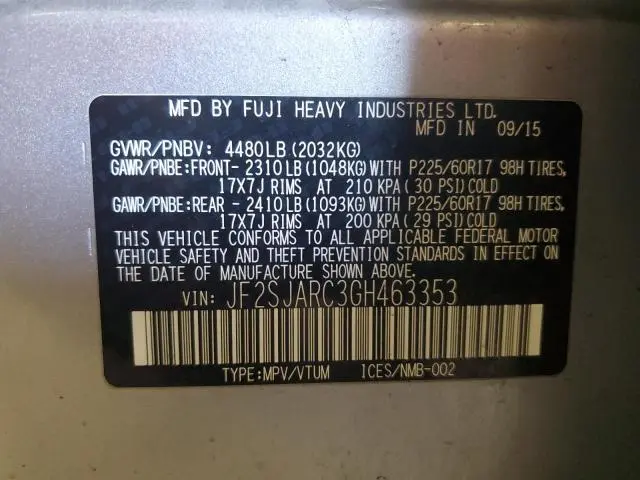 MFD BY FUJI HEAVY INDUSTRIES LTD.
MFD IN 09/15
GVWR/PNBV: 4480LB (2032KG)
GAWR/PNBE:FRONT- 2310 LB (1048KG) WITH P225/60R17 98H TIRES,
17X7J RIMS AT 210 KPA ( 30 PSI) COLD
GAWR/PNBE:REAR - 2410 LB (1093KG) WITH P225/60R17 98H TIRES,
17X7J RIMS AT 200 KPA ( 29 PSI) COLD
THIS VEHICLE CONFORMS TO ALL APPLICABLE FEDERAL MOTOR
VEHICLE SAFETY AND THEFT PREVENTION STANDARDS IN EFFECT
ON THE DATE OF MANUFACTURE SHOWN ABOVE.
VIN: JF2SJARC3GH463353
TYPE:MPV/VTUM ICES/NMB-002